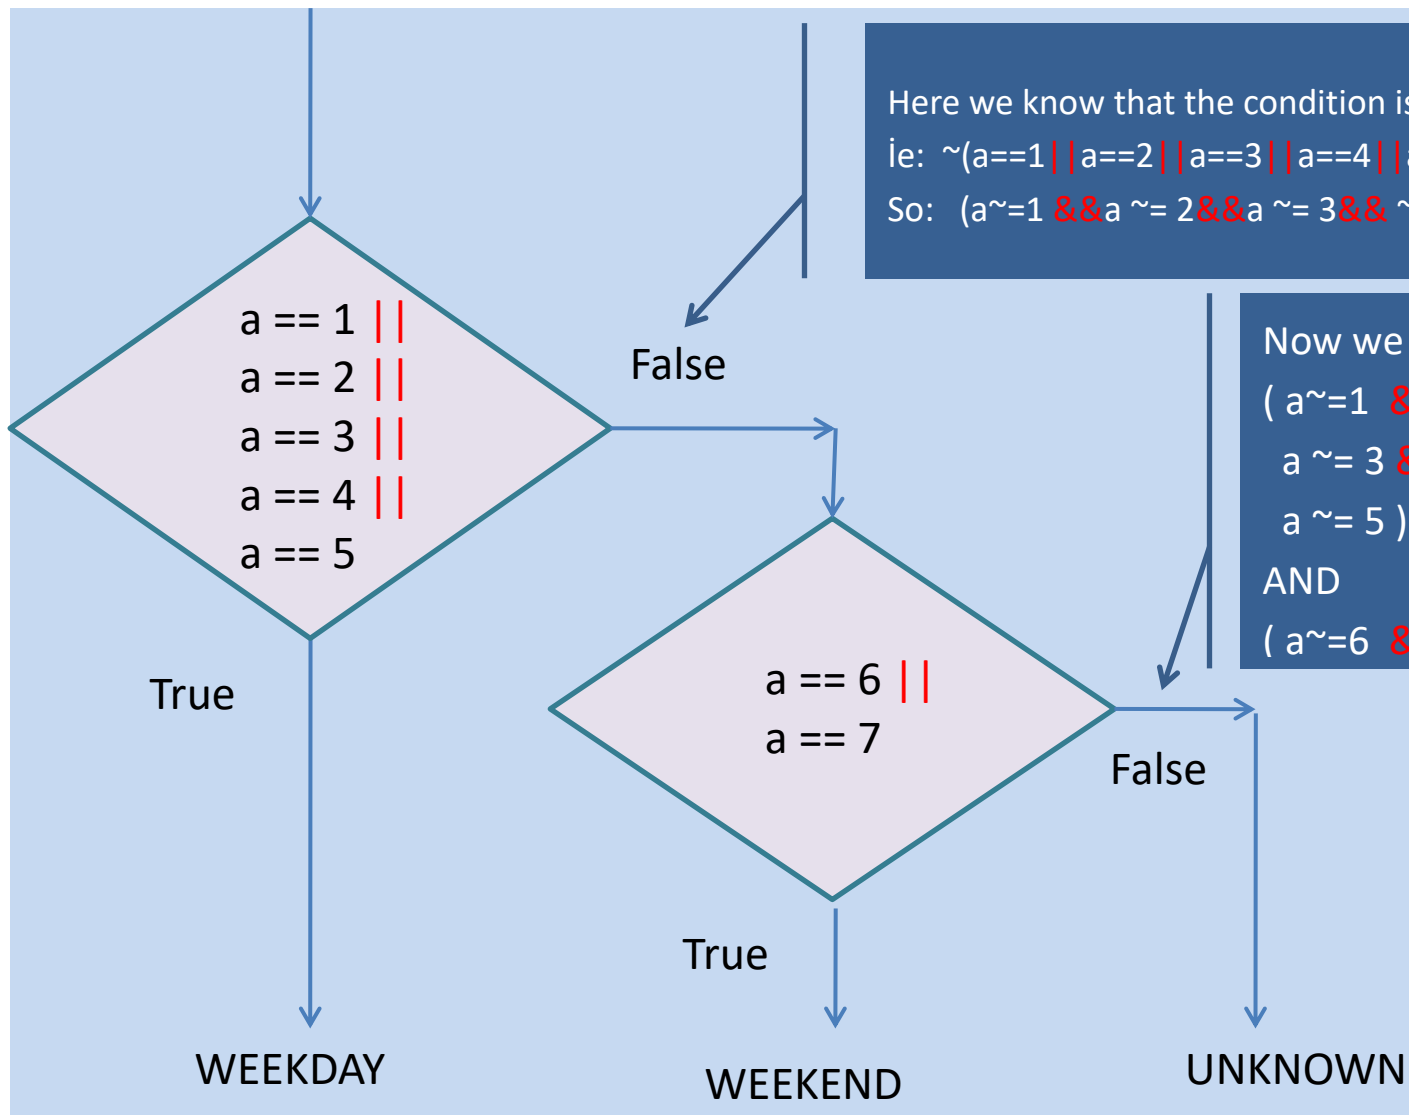 Here we know that the condition is
İe: ~(a==1||a==2||a==3||a==4||a
So: (a~=1 &&a ~= 2&&a ~= 3&& ~
a == 1 ||
a == 2 ||
a == 3 ||
a == 4 ||
a == 5
False
Now we
( a~=1 &
a ~= 3 &
a ~= 5 )
AND
( a~=6 &
True
a == 6 ||
a == 7
False
True
WEEKDAY
WEEKEND
UNKNOWN